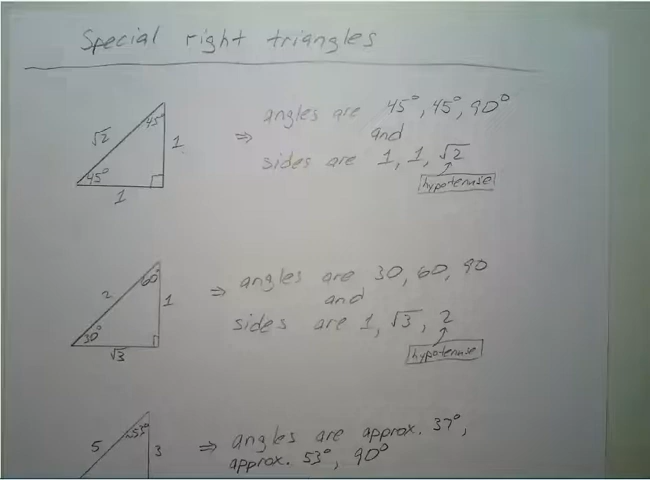 Special right triangles
45°
√2
1
45°
1
⇒ angles are 45°, 45°, 90°
and
sides are 1, 1, √2
hypotenuse
60°
2
1
30°
√3
⇒ angles are 30, 60, 90
and
sides are 1, √3, 2
hypotenuse
~53°
5
3
⇒ angles are approx. 37°,
approx. 53°, 90°